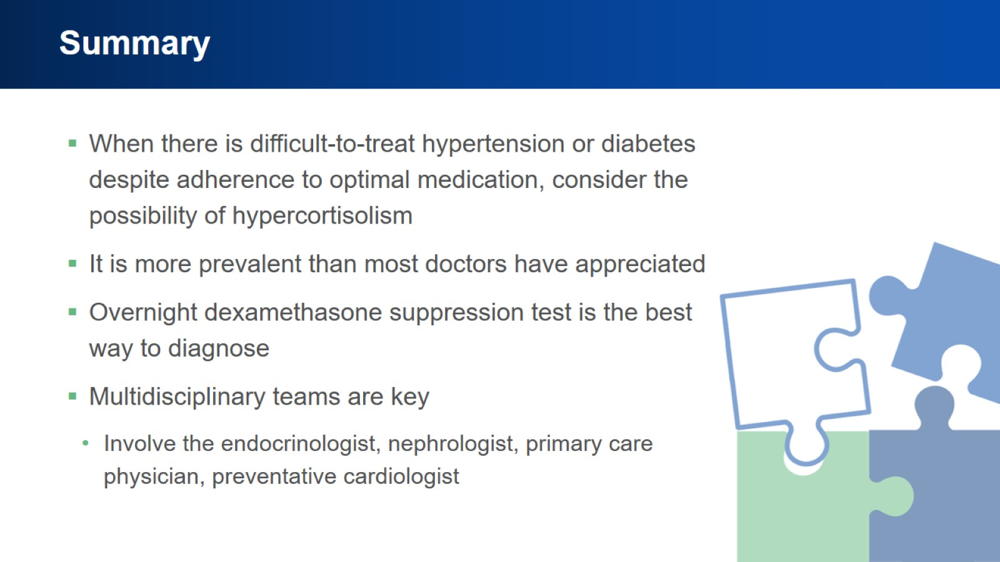 Summary
▪ When there is difficult-to-treat hypertension or diabetes
despite adherence to optimal medication, consider the
possibility of hypercortisolism
▪ It is more prevalent than most doctors have appreciated
▪ Overnight dexamethasone suppression test is the best
way to diagnose
▪ Multidisciplinary teams are key
• Involve the endocrinologist, nephrologist, primary care
physician, preventative cardiologist